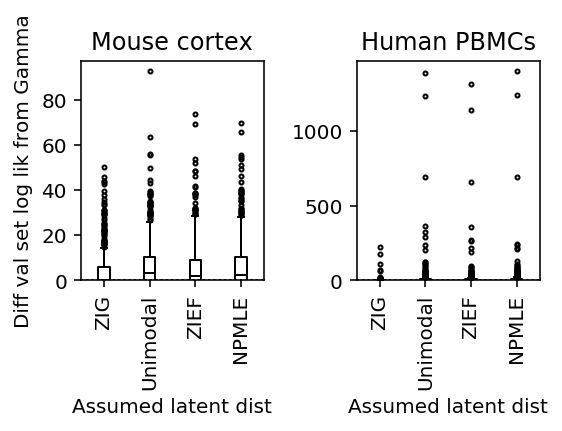 Mouse cortex
Human PBMCs
Diff val set log lik from Gamma
80
60
40
20
0
1000
500
0
ZIG
Unimodal
ZIEF
NPMLE
ZIG
Unimodal
ZIEF
NPMLE
Assumed latent dist
Assumed latent dist